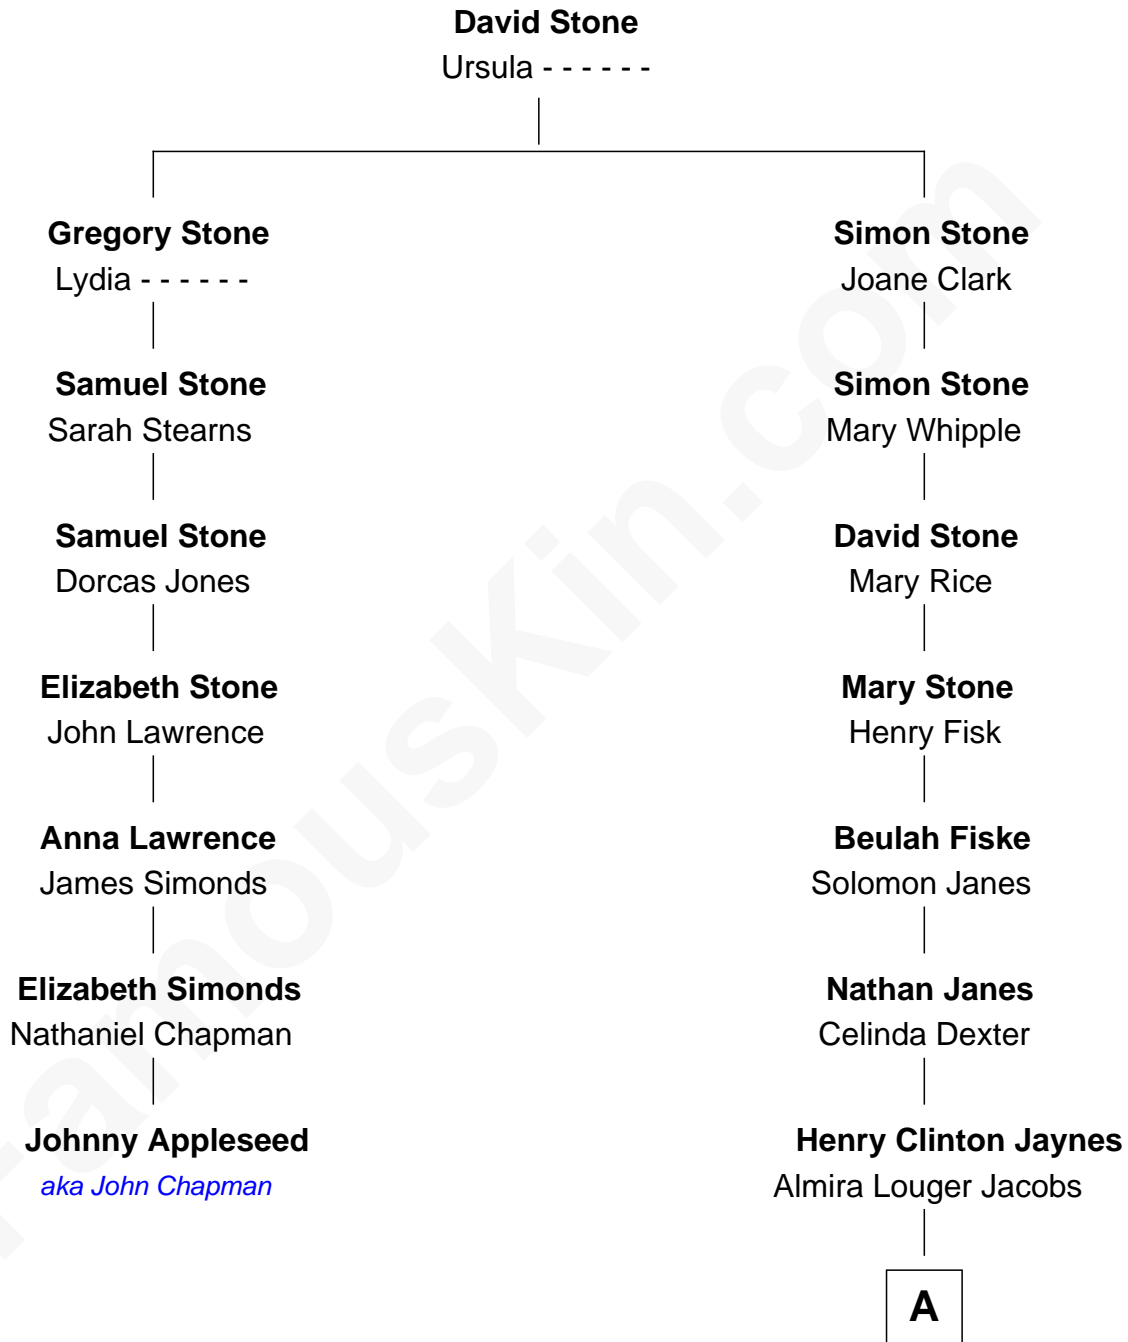 David Stone
Ursula - - - - - -
Gregory Stone
Lydia - - - - - -
Simon Stone
Joane Clark
Samuel Stone
Sarah Stearns
Simon Stone
Mary Whipple
Samuel Stone
Dorcas Jones
David Stone
Mary Rice
Elizabeth Stone
John Lawrence
Mary Stone
Henry Fisk
Anna Lawrence
James Simonds
Beulah Fiske
Solomon Janes
Elizabeth Simonds
Nathaniel Chapman
Nathan Janes
Celinda Dexter
Johnny Appleseed
aka John Chapman
Henry Clinton Jaynes
Almira Louger Jacobs
A
FamousKin.com